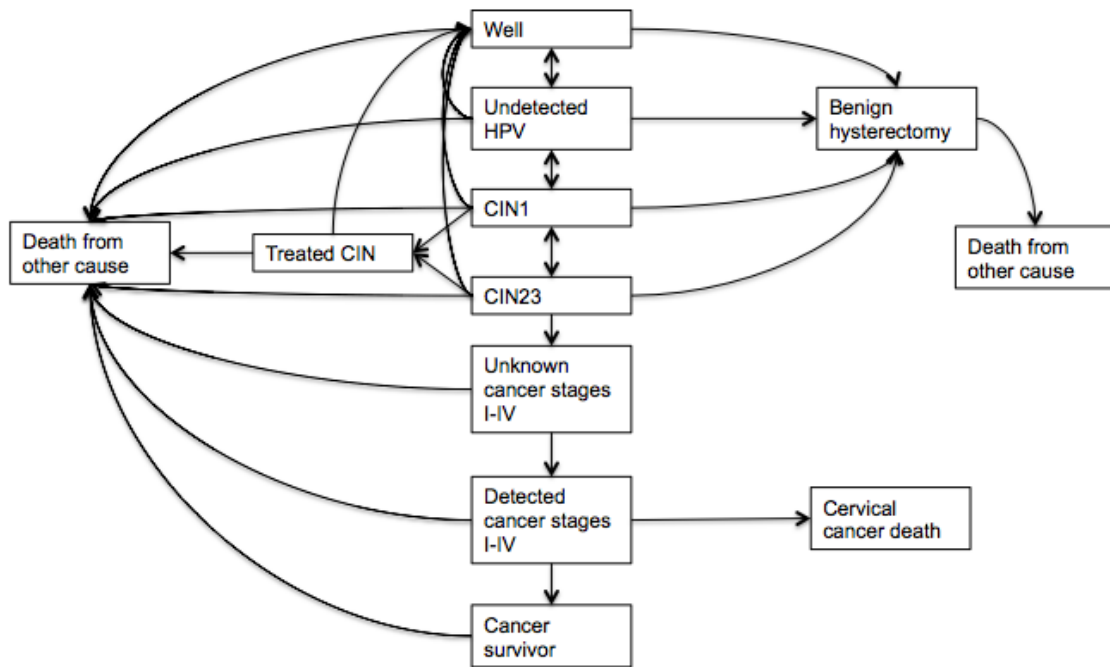 Well
Undetected
HPV
Benign
hysterectomy
CIN1
Death from
other cause
Treated CIN
Death from
other cause
CIN23
Unknown
cancer stages
I-IV
Detected
cancer stages
I-IV
Cervical
cancer death
Cancer
survivor